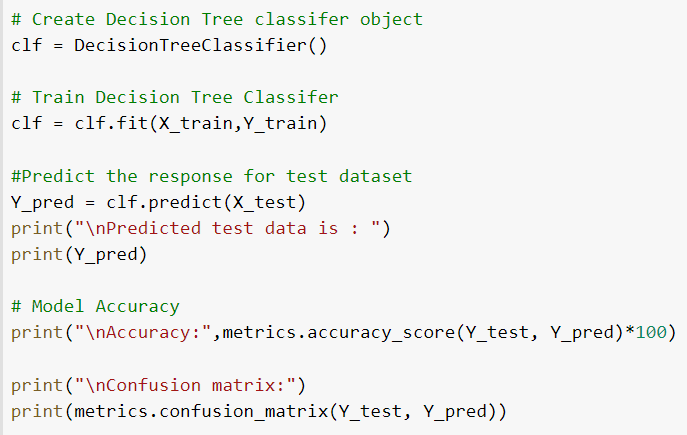 # Create Decision Tree classifer object
clf = DecisionTreeClassifier()
# Train Decision Tree Classifer
clf = clf.fit(X_train,Y_train)
#Predict the response for test dataset
Y_pred = clf.predict(X_test)
print("\nPredicted test data is : ")
print(Y_pred)
# Model Accuracy
print("\nAccuracy:",metrics.accuracy_score(Y_test, Y_pred)*100)
print("\nConfusion matrix:")
print(metrics.confusion_matrix(Y_test, Y_pred))